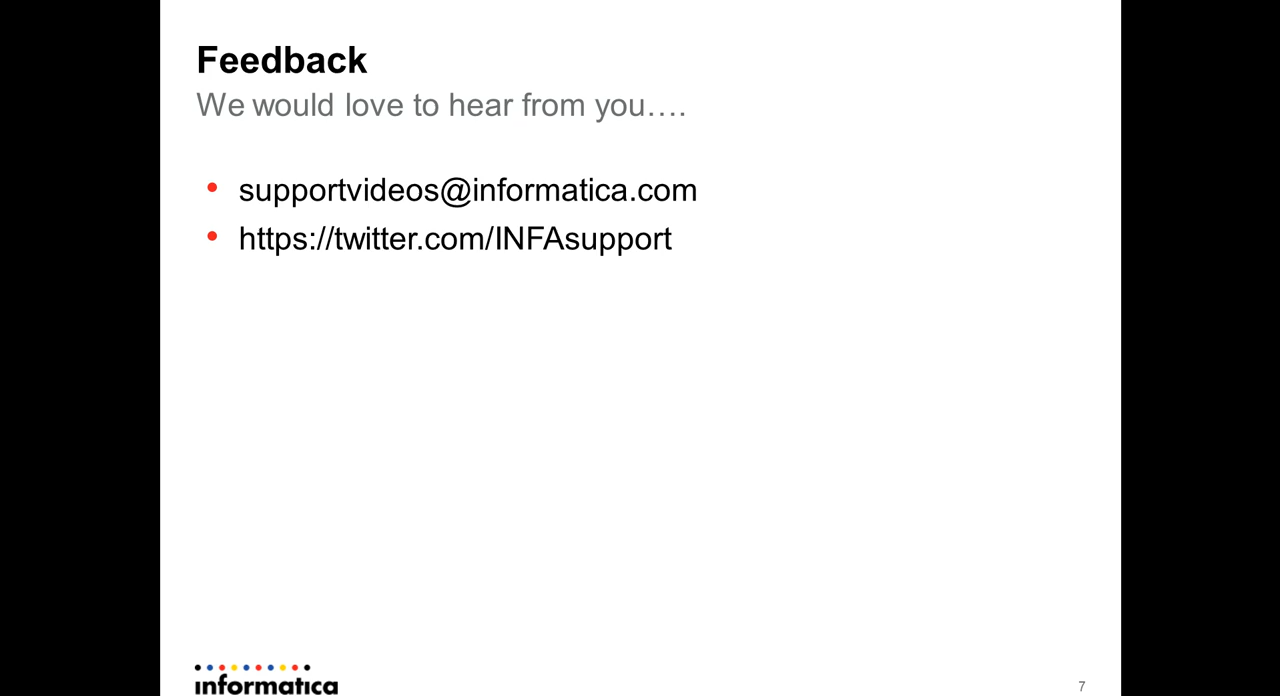 Feedback
We would love to hear from you….
• supportvideos@informatica.com
• https://twitter.com/INFAsupport
informatica
7